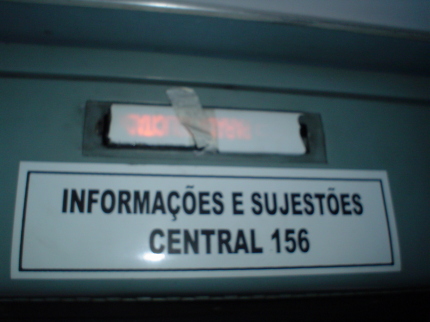 INFORMAÇÕES E SUJESTÕES
CENTRAL 156